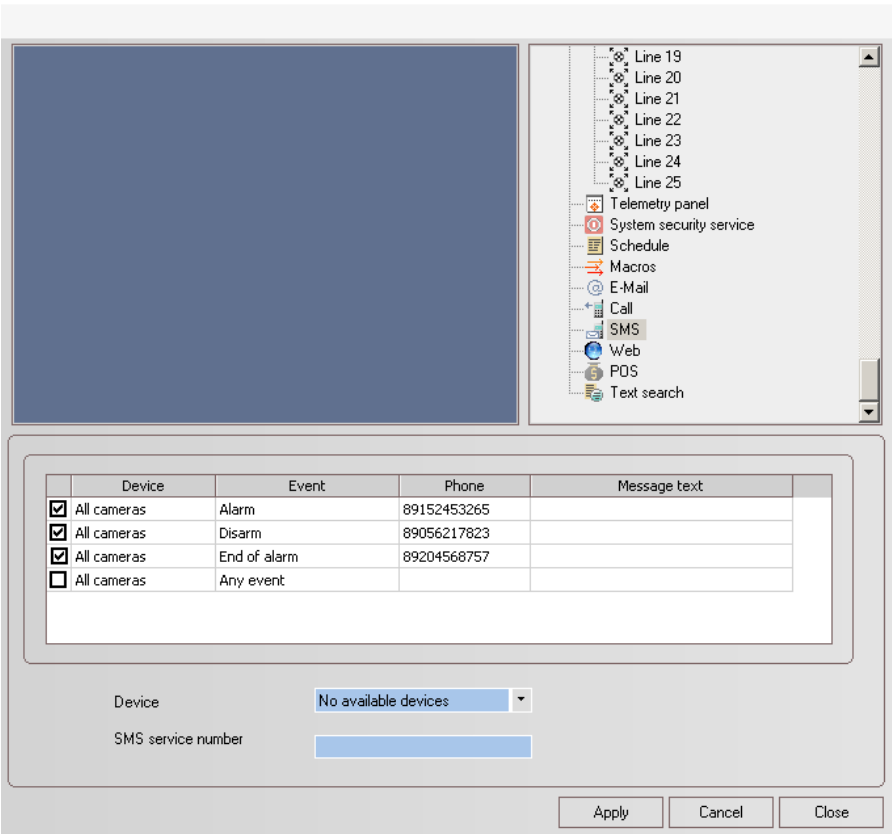 Line 19
Line 20
Line 21
Line 22
Line 23
Line 24
Line 25
Telemetry panel
System security service
Schedule
Macros
E-Mail
Call
SMS
Web
POS
Text search
Device Event Phone Message text
All cameras Alarm 89152453265
All cameras Disarm 89056217823
All cameras End of alarm 89204568757
All cameras Any event
Device No available devices
SMS service number
Apply Cancel Close